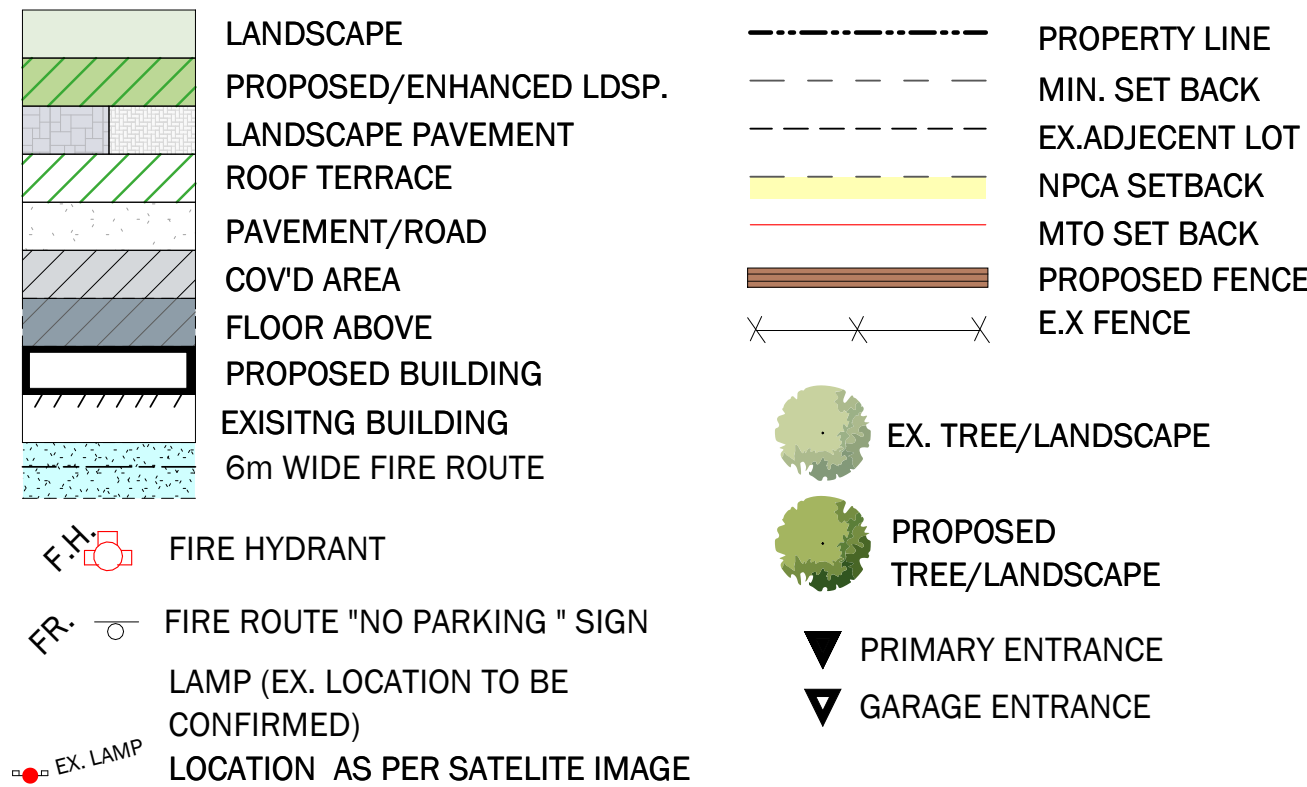 LANDSCAPE
PROPOSED/ENHANCED LDSP.
LANDSCAPE PAVEMENT
ROOF TERRACE
PAVEMENT/ROAD
COV'D AREA
FLOOR ABOVE
PROPOSED BUILDING
EXISITNG BUILDING
6m WIDE FIRE ROUTE
F.H. FIRE HYDRANT
FR. FIRE ROUTE "NO PARKING " SIGN
LAMP (EX. LOCATION TO BE
CONFIRMED)
EX. LAMP LOCATION AS PER SATELITE IMAGE
PROPERTY LINE
MIN. SET BACK
EX.ADJECENT LOT
NPCA SETBACK
MTO SET BACK
PROPOSED FENCE
E.X FENCE
EX. TREE/LANDSCAPE
PROPOSED
TREE/LANDSCAPE
PRIMARY ENTRANCE
GARAGE ENTRANCE